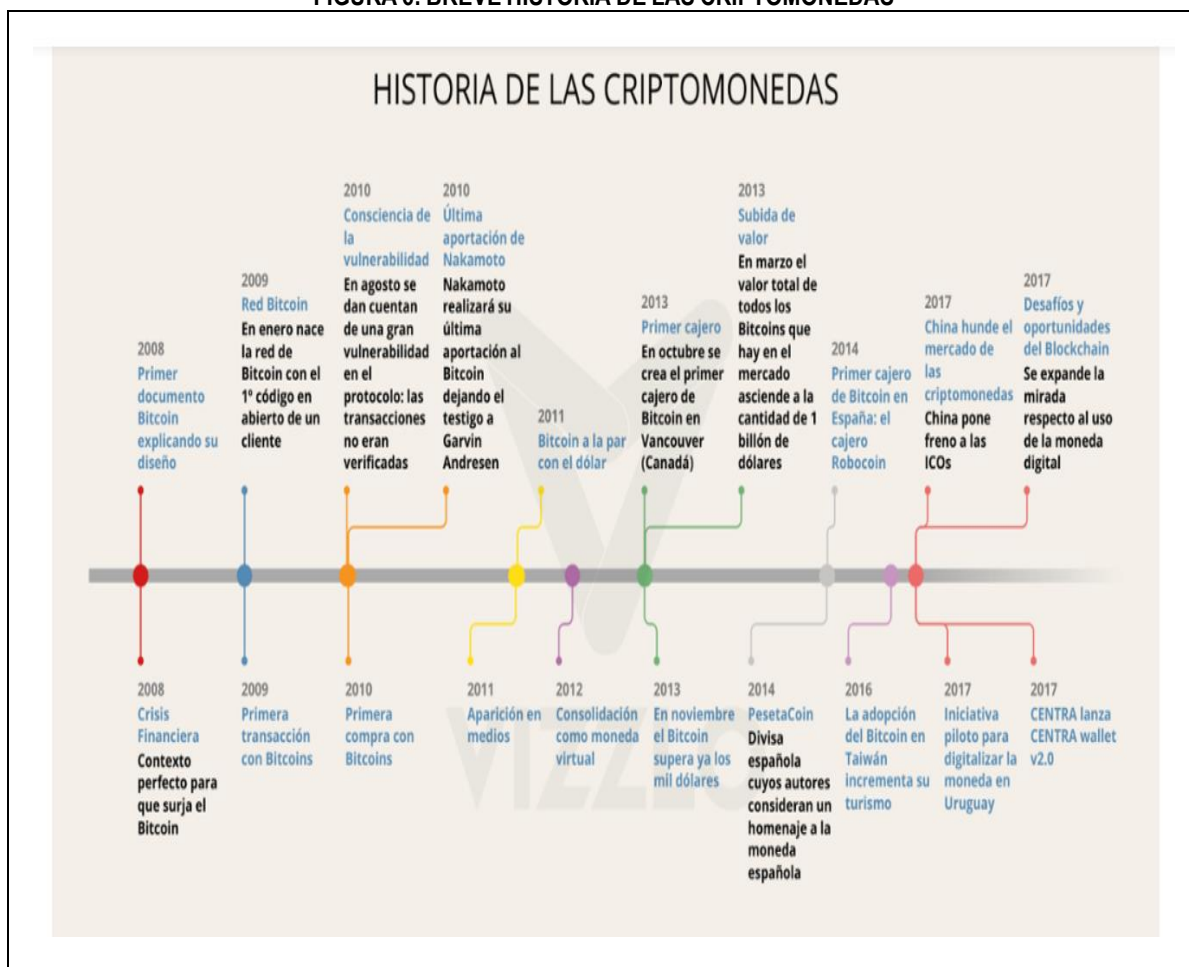 HISTORIA DE LAS CRIPTOMONEDAS
2008
Primer
documento
Bitcoin
explicando su
diseño
2009
Red Bitcoin
En enero nace
la red de
Bitcoin con el
1º código en
abierto de un
cliente
2010
Consciencia de
la
vulnerabilidad
En agosto se
dan cuentan
de una gran
vulnerabilidad
en el
protocolo: las
transacciones
no eran
verificadas
2010
Última
aportación de
Nakamoto
Nakamoto
realizará su
última
aportación al
Bitcoin
dejando el
testigo a
Garvin
Andresen
2011
Bitcoin a la par
con el dólar
2013
Primer cajero
En octubre se
crea el primer
cajero de
Bitcoin en
Vancouver
(Canadá)
2013
Subida de
valor
En marzo el
valor total de
todos los
Bitcoins que
hay en el
mercado
asciende a la
cantidad de 1
billón de
dólares
2014
Primer cajero
de Bitcoin en
España: el
cajero
Robocoin
2017
China hunde el
mercado de
las
criptomonedas
China pone
freno a las
ICOs
2017
Desafíos y
oportunidades
del Blockchain
Se expande la
mirada
respecto al uso
de la moneda
digital
2008
Crisis
Financiera
Contexto
perfecto para
que surja el
Bitcoin
2009
Primera
transacción
con Bitcoins
2010
Primera
compra con
Bitcoins
2011
Aparición en
medios
2012
Consolidación
como moneda
virtual
2013
En noviembre
el Bitcoin
supera ya los
mil dólares
2014
PesetaCoin
Divisa
española
cuyos autores
consideran un
homenaje a la
moneda
española
2016
La adopción
del Bitcoin en
Taiwán
incrementa su
turismo
2017
Iniciativa
piloto para
digitalizar la
moneda en
Uruguay
2017
CENTRA lanza
CENTRA wallet
v2.0
VIZZLO